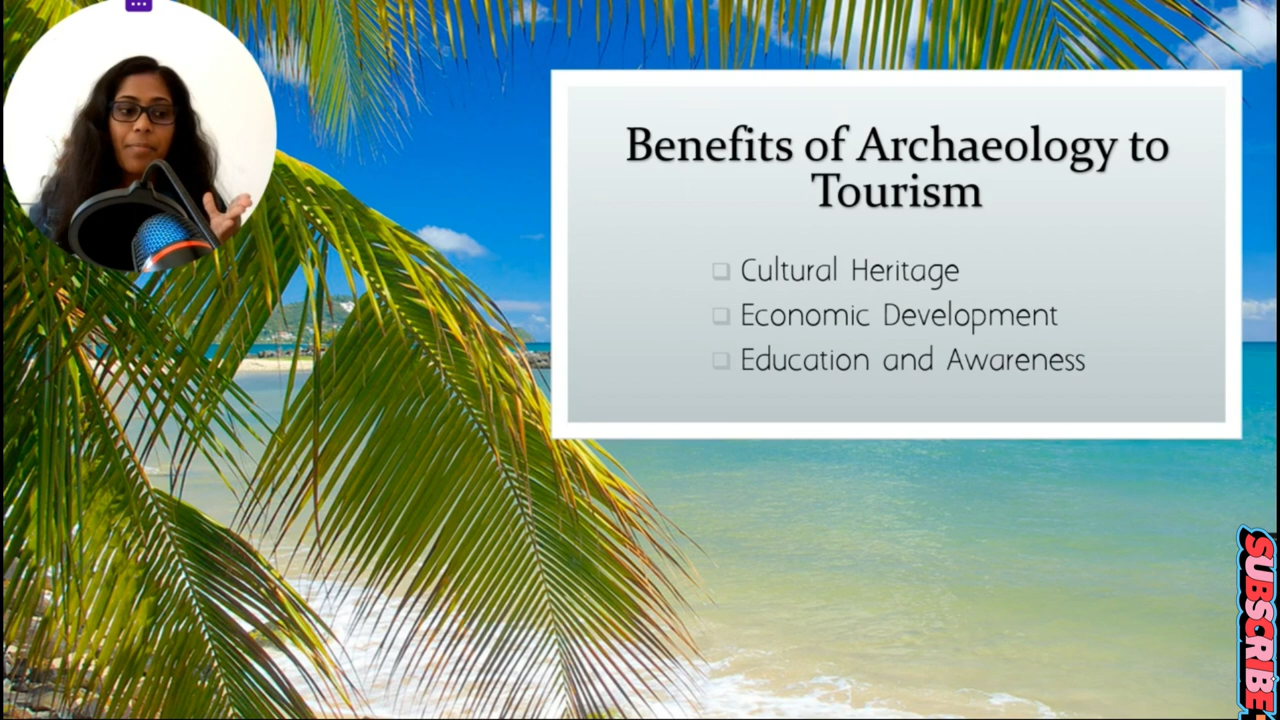 Benefits of Archaeology to
Tourism
Cultural Heritage
Economic Development
Education and Awareness
SUBSCRIBE